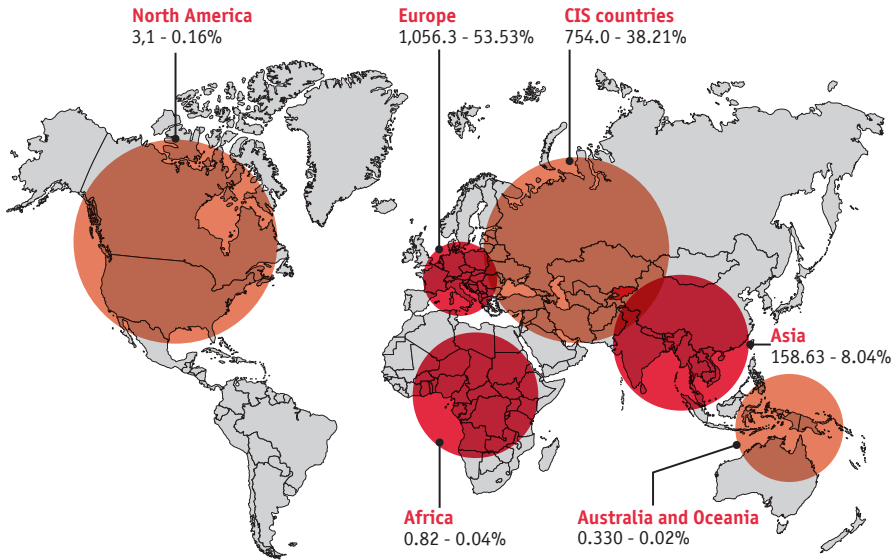 North America
3,1 - 0.16%
Europe
1,056.3 - 53.53%
CIS countries
754.0 - 38.21%
Asia
158.63 - 8.04%
Africa
0.82 - 0.04%
Australia and Oceania
0.330 - 0.02%